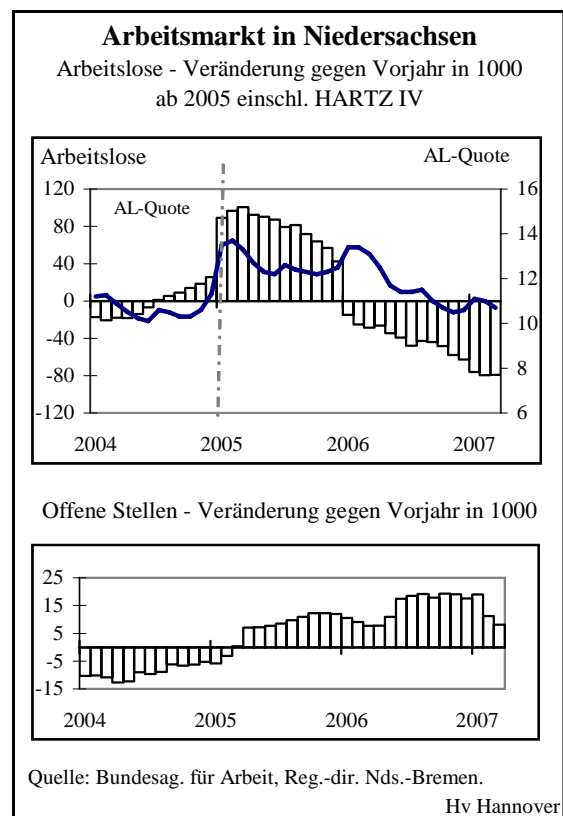 Arbeitsmarkt in Niedersachsen
Arbeitslose - Veränderung gegen Vorjahr in 1000
ab 2005 einschl. HARTZ IV
Arbeitslose AL-Quote
120 16
AL-Quote
80 14
40 12
0 10
-40
-80 8
-120 6
2004 2005 2006 2007
Offene Stellen - Veränderung gegen Vorjahr in 1000
25
15
5
-5
-15
2004 2005 2006 2007
Quelle: Bundesag. für Arbeit, Reg.-dir. Nds.-Bremen.
Hv Hannover